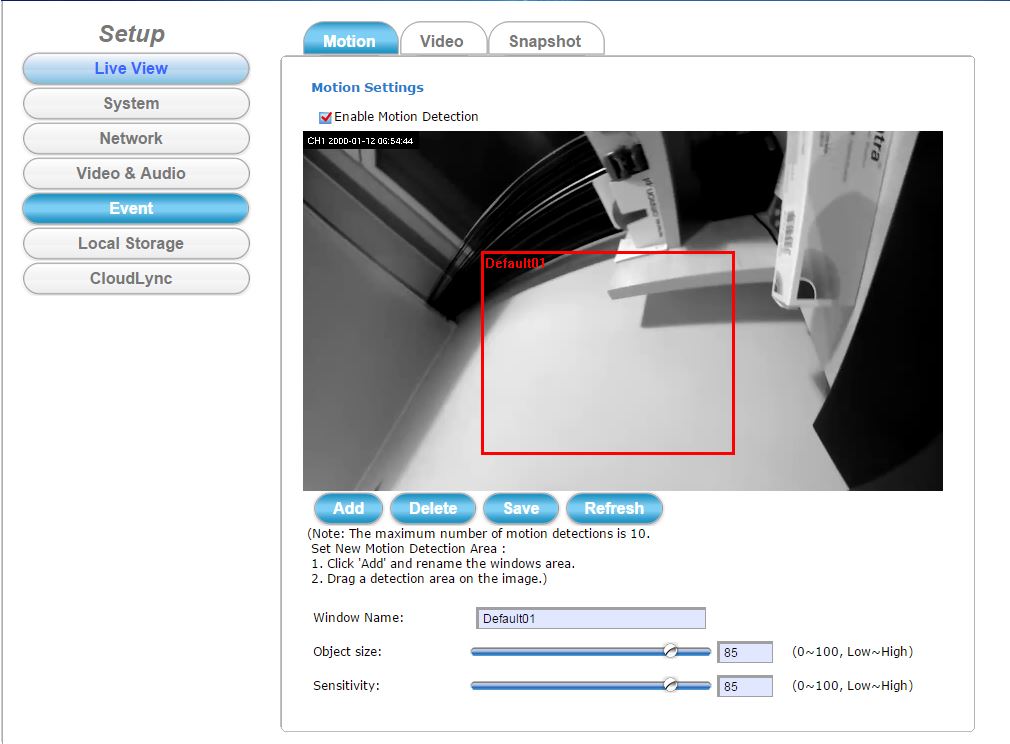 Setup
Live View
System
Network
Video & Audio
Event
Local Storage
CloudLync
Motion Video Snapshot
Motion Settings
Enable Motion Detection
CH1 2000-01-12 06:54:44
Default01
Add Delete Save Refresh
(Note: The maximum number of motion detections is 10.
Set New Motion Detection Area :
1. Click 'Add' and rename the windows area.
2. Drag a detection area on the image.)
Window Name: Default01
Object size: 85 (0~100, Low~High)
Sensitivity: 85 (0~100, Low~High)